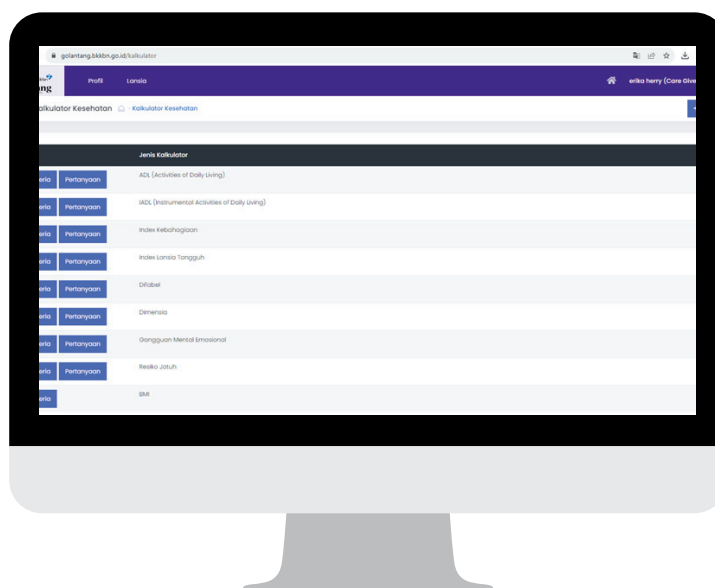 golantang.bkkbn.go.id/kalkulator
ang Profil Lansia erika herry (Care Give
alkulator Kesehatan - Kalkulator Kesehatan
Jenis Kalkulator
eria Pertanyaan ADL (Activities of Daily Living)
eria Pertanyaan IADL (Instrumental Activities of Daily Living)
eria Pertanyaan Index Kebahagiaan
eria Pertanyaan Index Lansia Tangguh
eria Pertanyaan Difabel
eria Pertanyaan Dimensia
eria Pertanyaan Gangguan Mental Emosional
eria Pertanyaan Resiko Jatuh
eria BMI